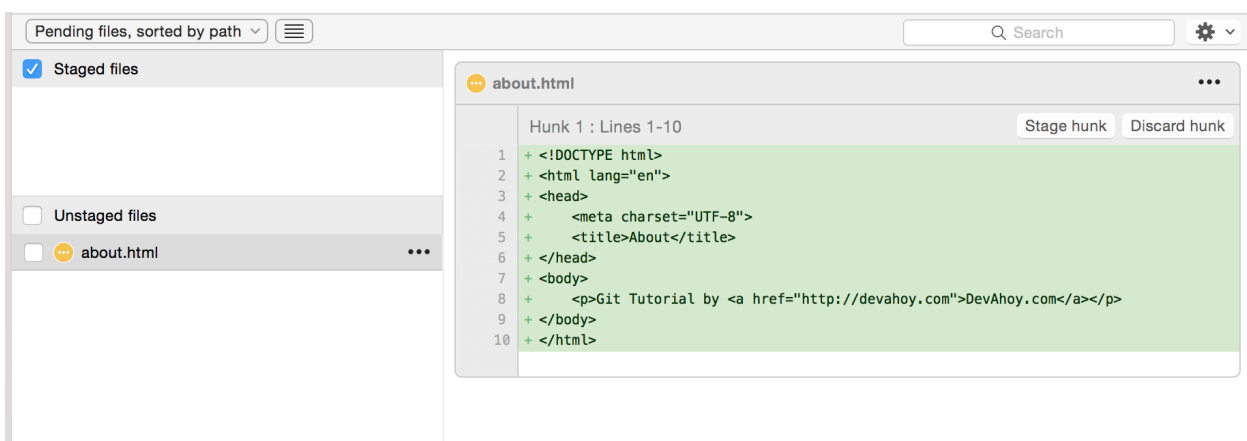 Pending files, sorted by path
Search
Staged files
Unstaged files
about.html
about.html
Hunk 1 : Lines 1-10
Stage hunk
Discard hunk
1 + <!DOCTYPE html>
2 + <html lang="en">
3 + <head>
4 +     <meta charset="UTF-8">
5 +     <title>About</title>
6 + </head>
7 + <body>
8 +     <p>Git Tutorial by <a href="http://devahoy.com">DevAhoy.com</a></p>
9 + </body>
10 + </html>